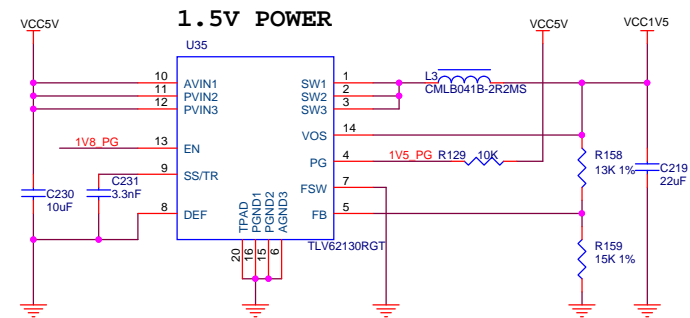 1.5V POWER
VCC5V
VCC5V
VCC1V5
U35
10
AVIN1
SW1
1
L3
11
PVIN2
SW2
2
CMLB041B-2R2MS
12
PVIN3
SW3
3
VOS
14
1V8_PG
13
EN
PG
4
1V5_PG
R129
10K
9
SS/TR
R158
13K 1%
C219
22uF
C230
10uF
C231
3.3nF
FSW
7
8
DEF
FB
5
TPAD
PGND1
PGND2
AGND3
TLV62130RGT
20
16
15
6
R159
15K 1%